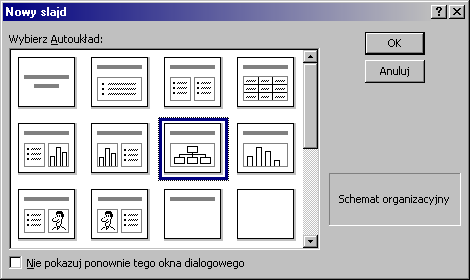 Nowy slajd
Wybierz Autoukład:
OK
Anuluj
Schemat organizacyjny
Nie pokazuj ponownie tego okna dialogowego